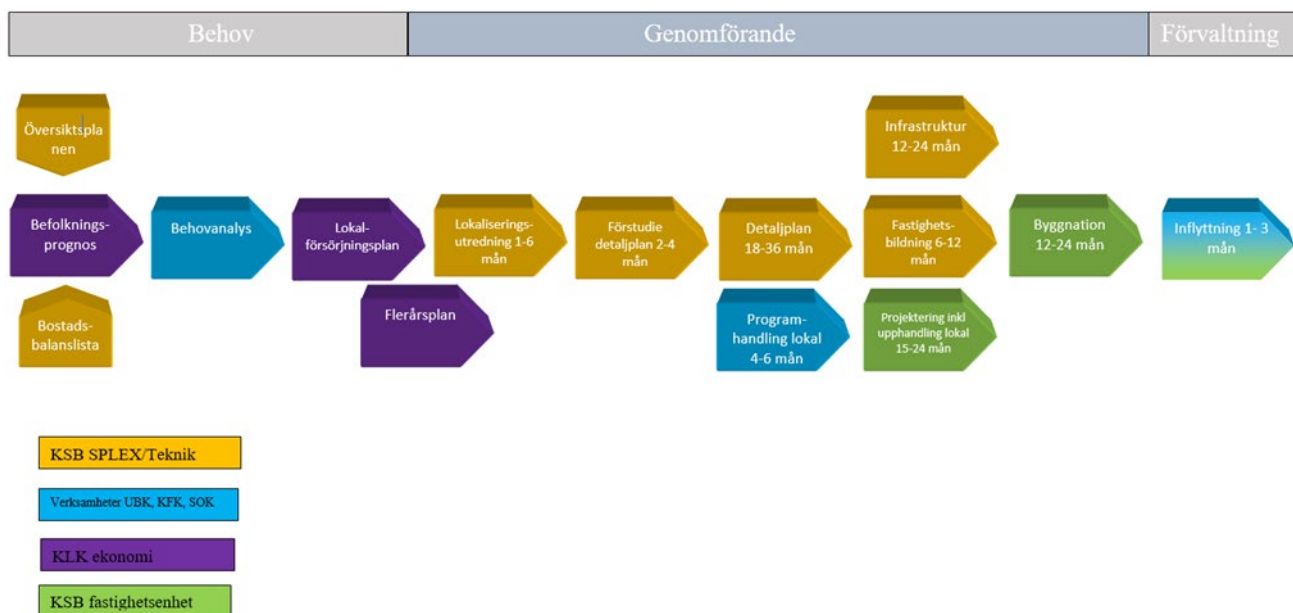 Behov
Genomförande
Förvaltning
Översiktspla
nen
Infrastruktur
12-24 mån
Befolknings-
prognos
Behovanalys
Lokal-
försörjningsplan
Lokaliserings-
utredning 1-6
mån
Förstudie
detaljplan 2-4
mån
Detaljplan
18-36 mån
Fastighets-
bildning 6-12
mån
Byggnation
12-24 mån
Inflyttning 1- 3
mån
Bostads-
balanslista
Flerårsplan
Program-
handling lokal
4-6 mån
Projektering inkl
upphandling lokal
15-24 mån
KSB SPLEX/Teknik
Verksamheter UBK, KFK, SOK
KLK ekonomi
KSB fastighetsenhet